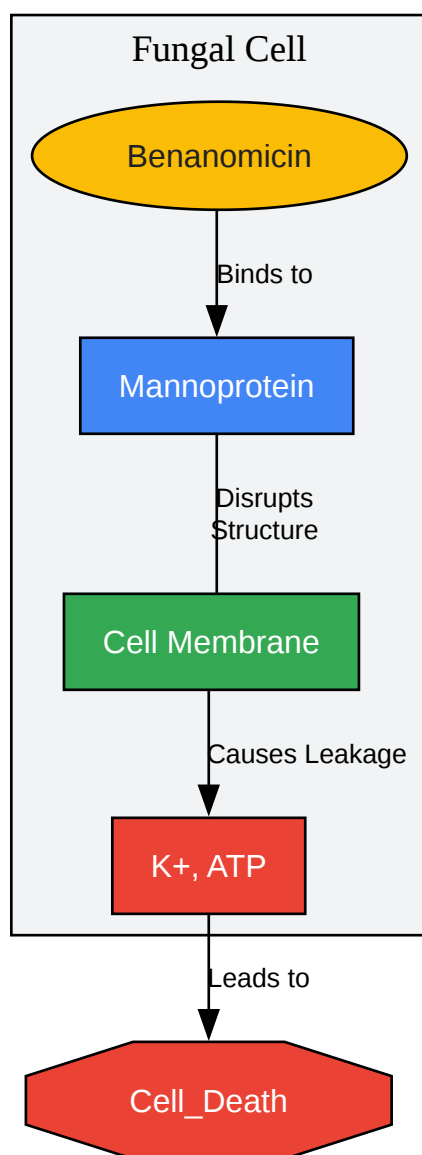 Fungal Cell
Benanomicin
Binds to
Mannoprotein
Disrupts
Structure
Cell Membrane
Causes Leakage
K+, ATP
Leads to
Cell_Death